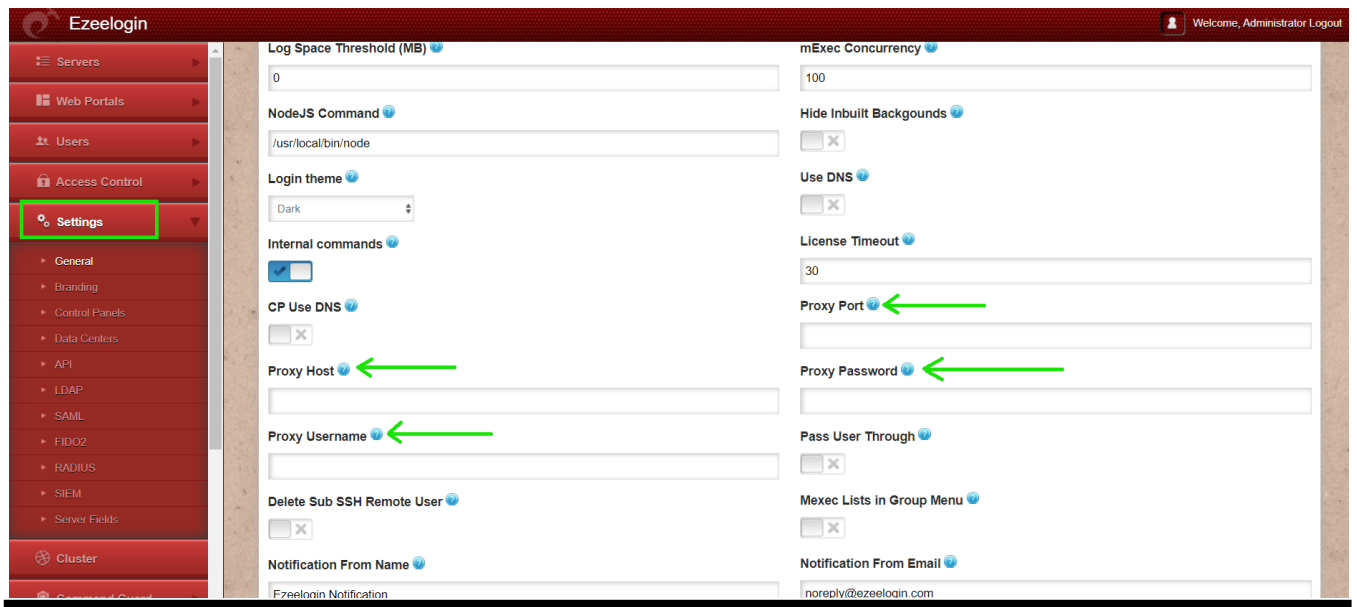 Ezeelogin
Welcome, Administrator Logout
Servers
Web Portals
Users
Access Control
Settings
General
Branding
Control Panels
Data Centers
API
LDAP
SAML
FIDO2
RADIUS
SIEM
Server Fields
Cluster
Command Guard
Log Space Threshold (MB)
0
mExec Concurrency
100
NodeJS Command
/usr/local/bin/node
Hide Inbuilt Backgounds
Login theme
Dark
Use DNS
Internal commands
License Timeout
30
CP Use DNS
Proxy Port
Proxy Host
Proxy Password
Proxy Username
Pass User Through
Delete Sub SSH Remote User
Mexec Lists in Group Menu
Notification From Name
Ezeelogin Notification
Notification From Email
noreply@ezeelogin.com